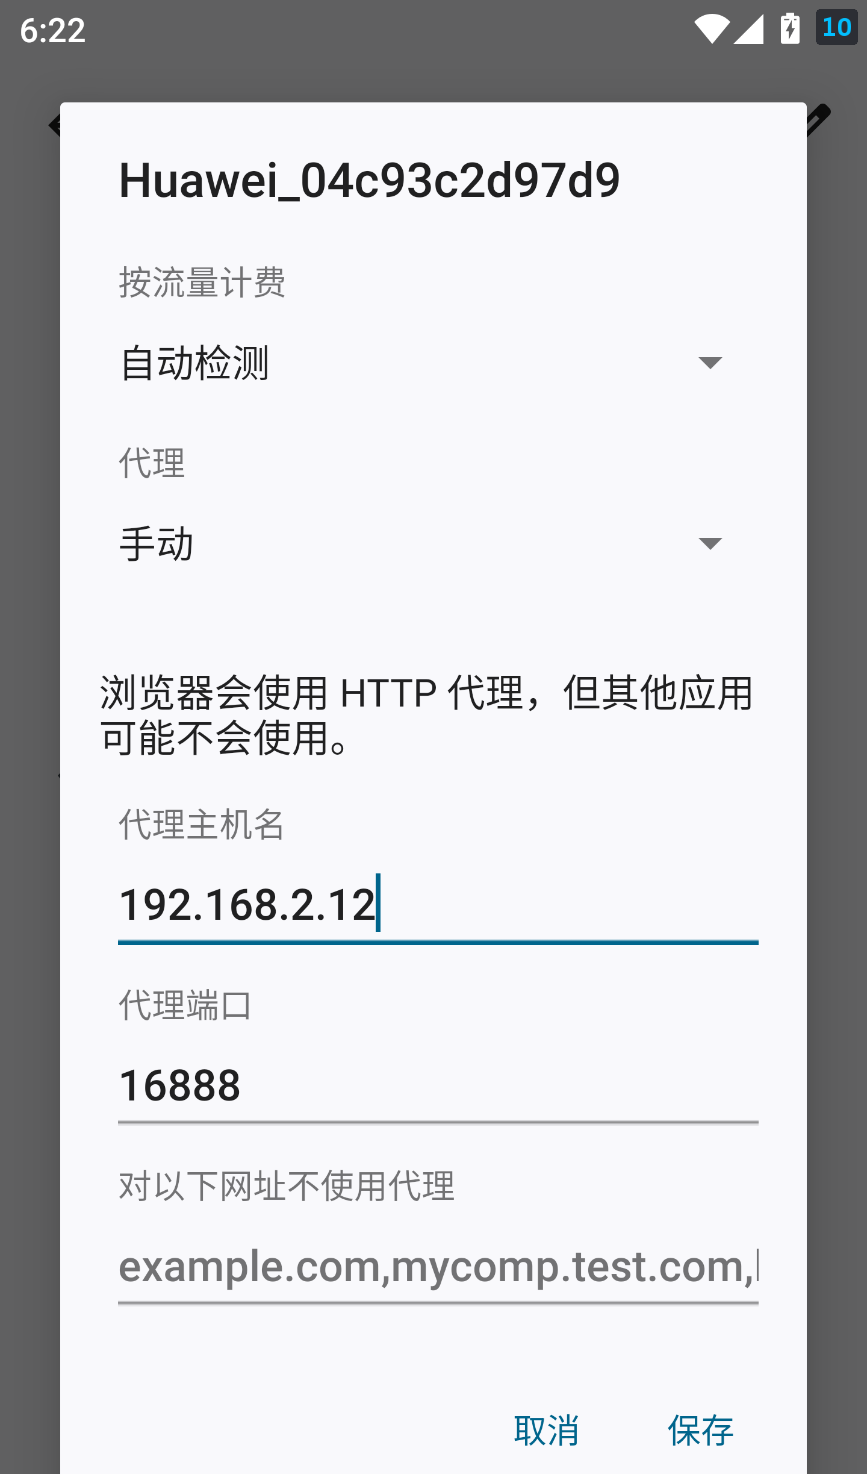 6:22
10
Huawei_04c93c2d97d9
按流量计费
自动检测
代理
手动
浏览器会使用 HTTP 代理，但其他应用
可能不会使用。
代理主机名
192.168.2.12
代理端口
16888
对以下网址不使用代理
example.com,mycomp.test.com,
取消
保存